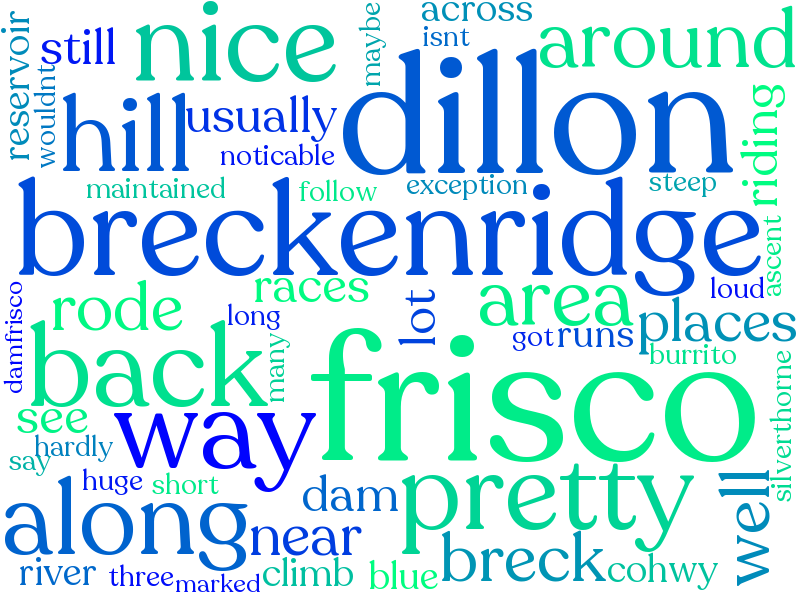 reservoir
still
nice
maybe
across
isnt
around
wouldnt
hill
usually
noticable
dillon
riding
maintained
follow
exception
steep
breckenridge
ascent
damfrisco
rode
races
long
lot
area
got
runs
places
loud
burrito
back
many
frisco
silverthorne
see
hardly
say
way
huge
short
along
near
dam
pretty
well
river
three
marked
climb
blue
breck
cohwy